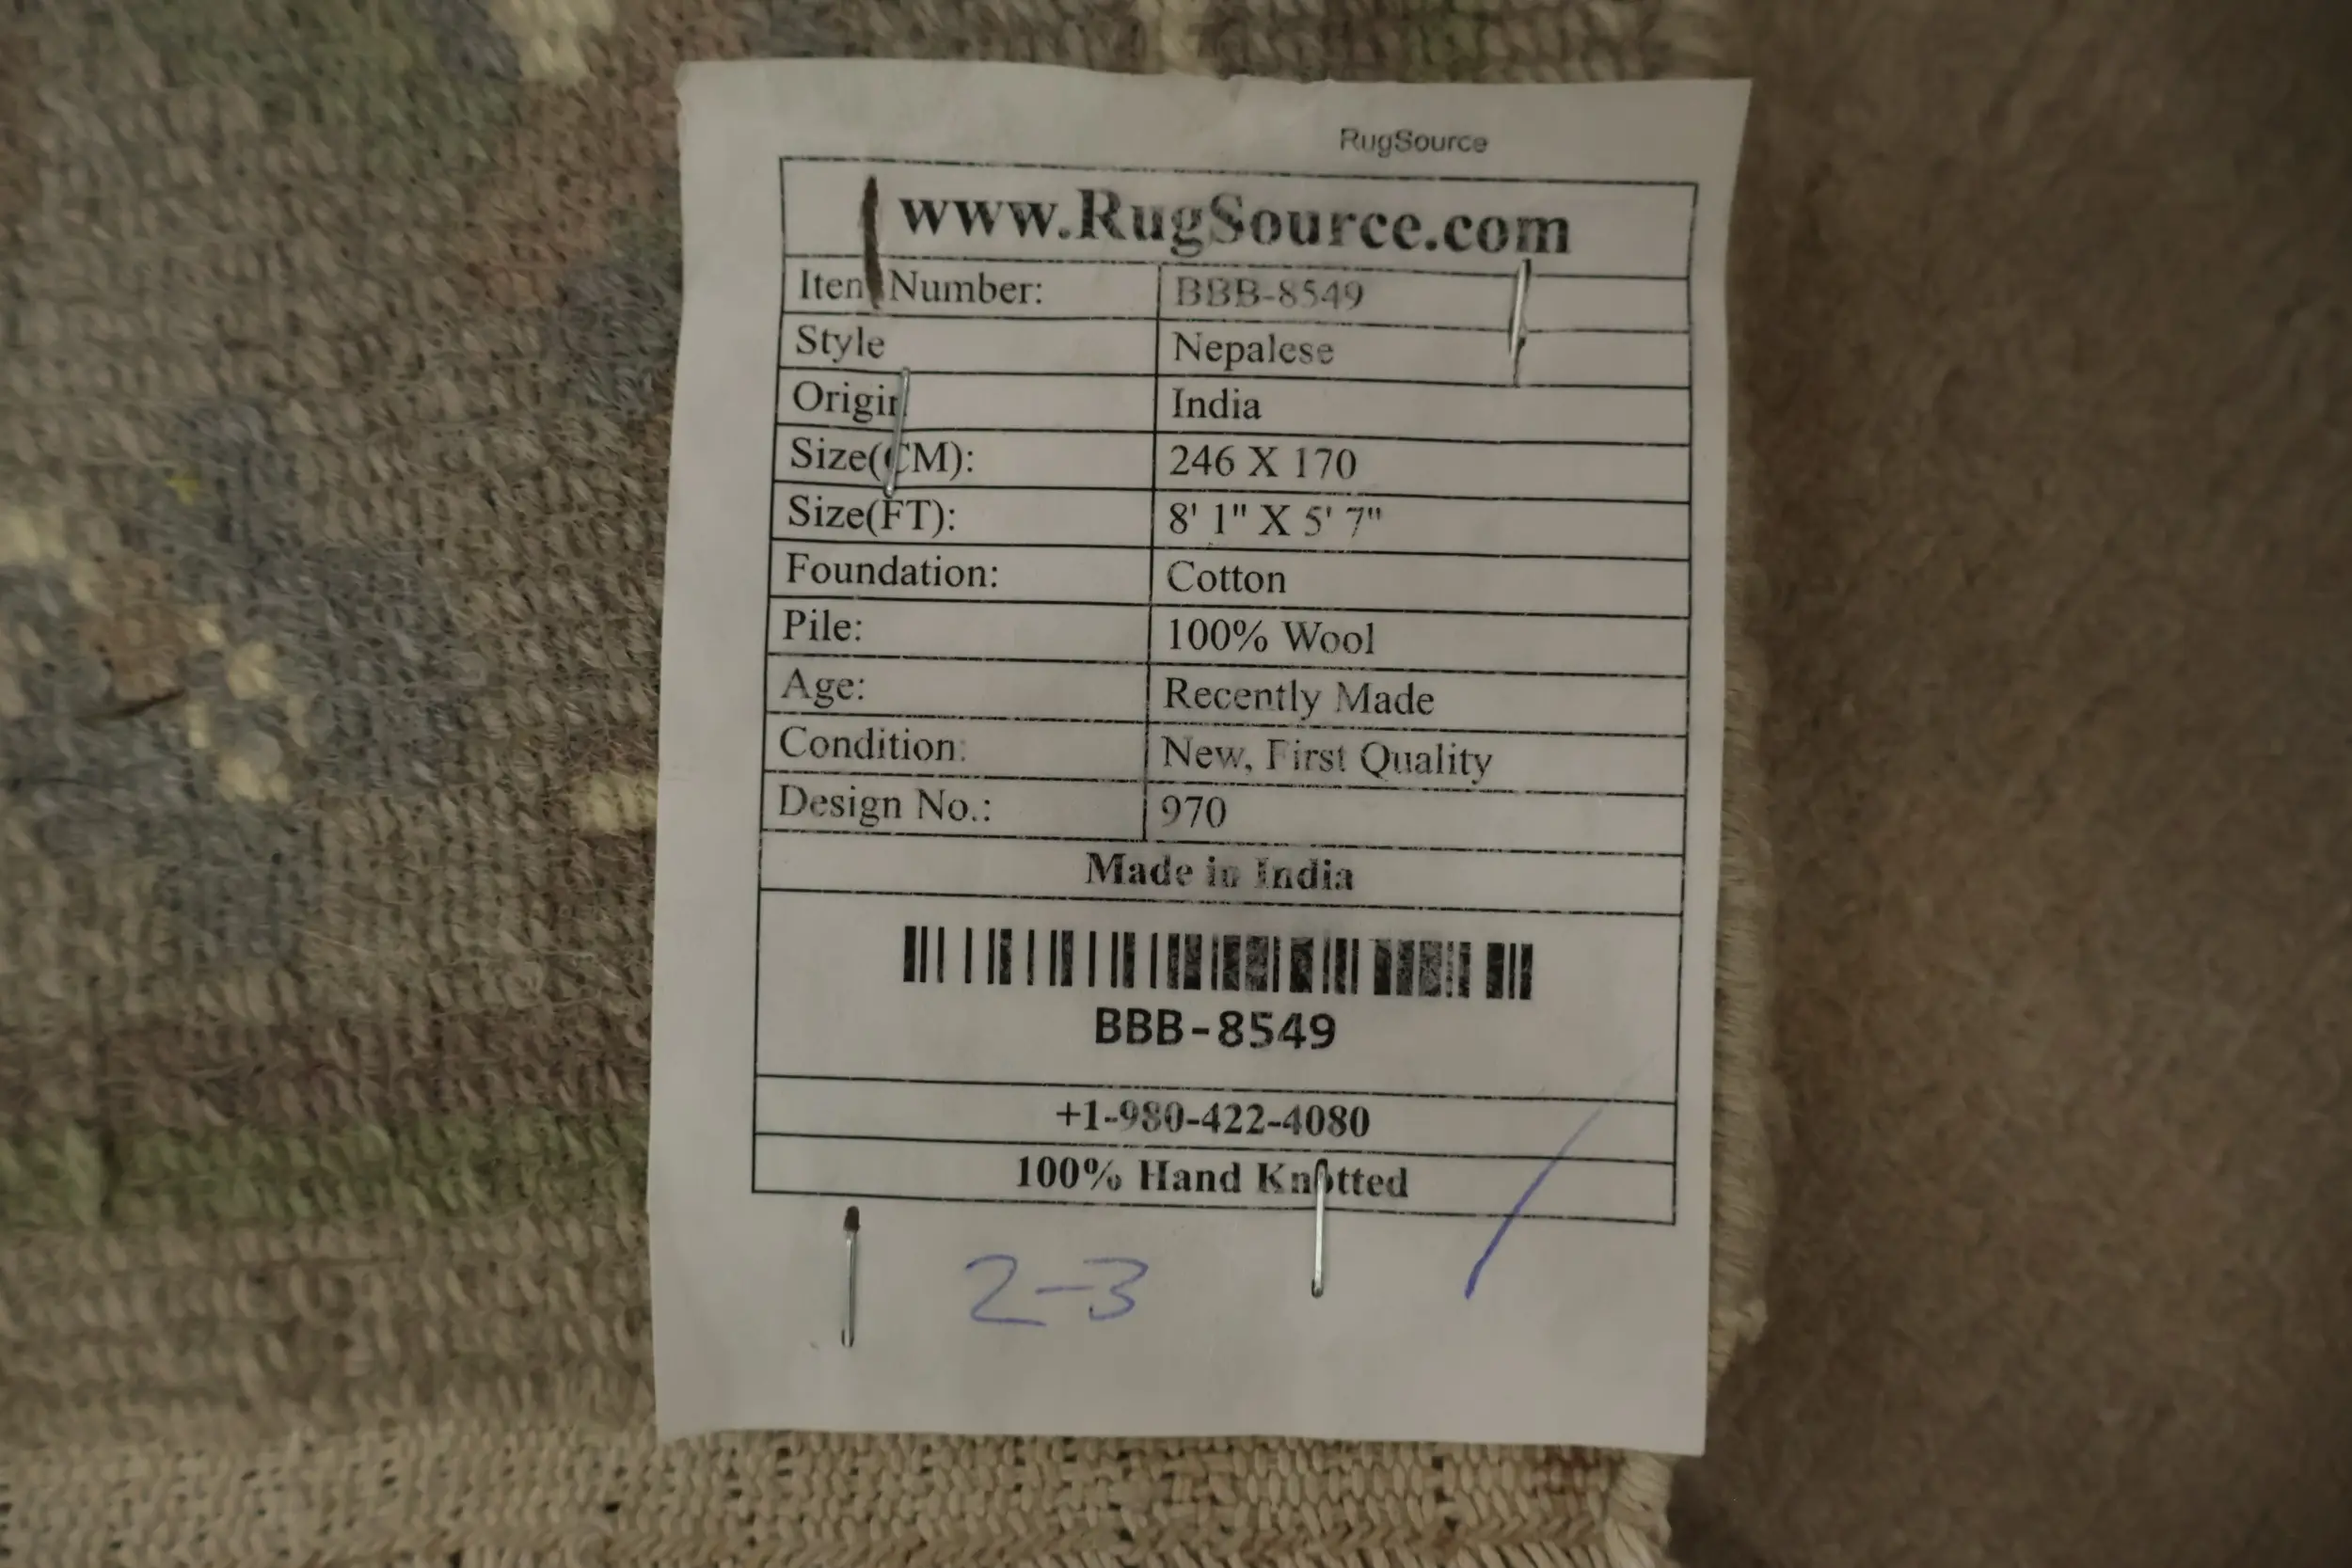 RugSource
www.RugSource.com
Item Number: BBB-8549
Style Nepalese
Origin India
Size(CM): 246 X 170
Size(FT): 8' 1" X 5' 7"
Foundation: Cotton
Pile: 100% Wool
Age: Recently Made
Condition: New, First Quality
Design No.: 970
Made in India
BBB-8549
+1-980-422-4080
100% Hand Knotted
2-3